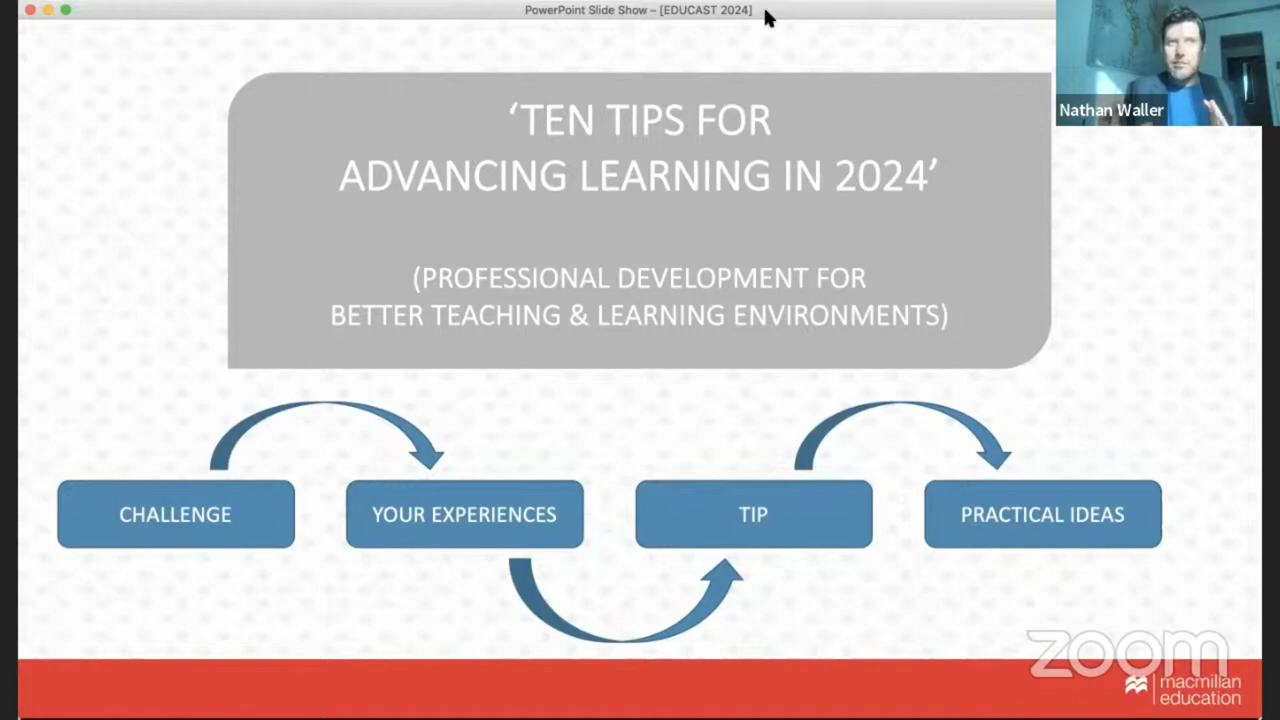 PowerPoint Slide Show – [EDUCAST 2024]
Nathan Waller
‘TEN TIPS FOR
ADVANCING LEARNING IN 2024’
(PROFESSIONAL DEVELOPMENT FOR
BETTER TEACHING & LEARNING ENVIRONMENTS)
CHALLENGE
YOUR EXPERIENCES
TIP
PRACTICAL IDEAS
zoom
macmillan
education